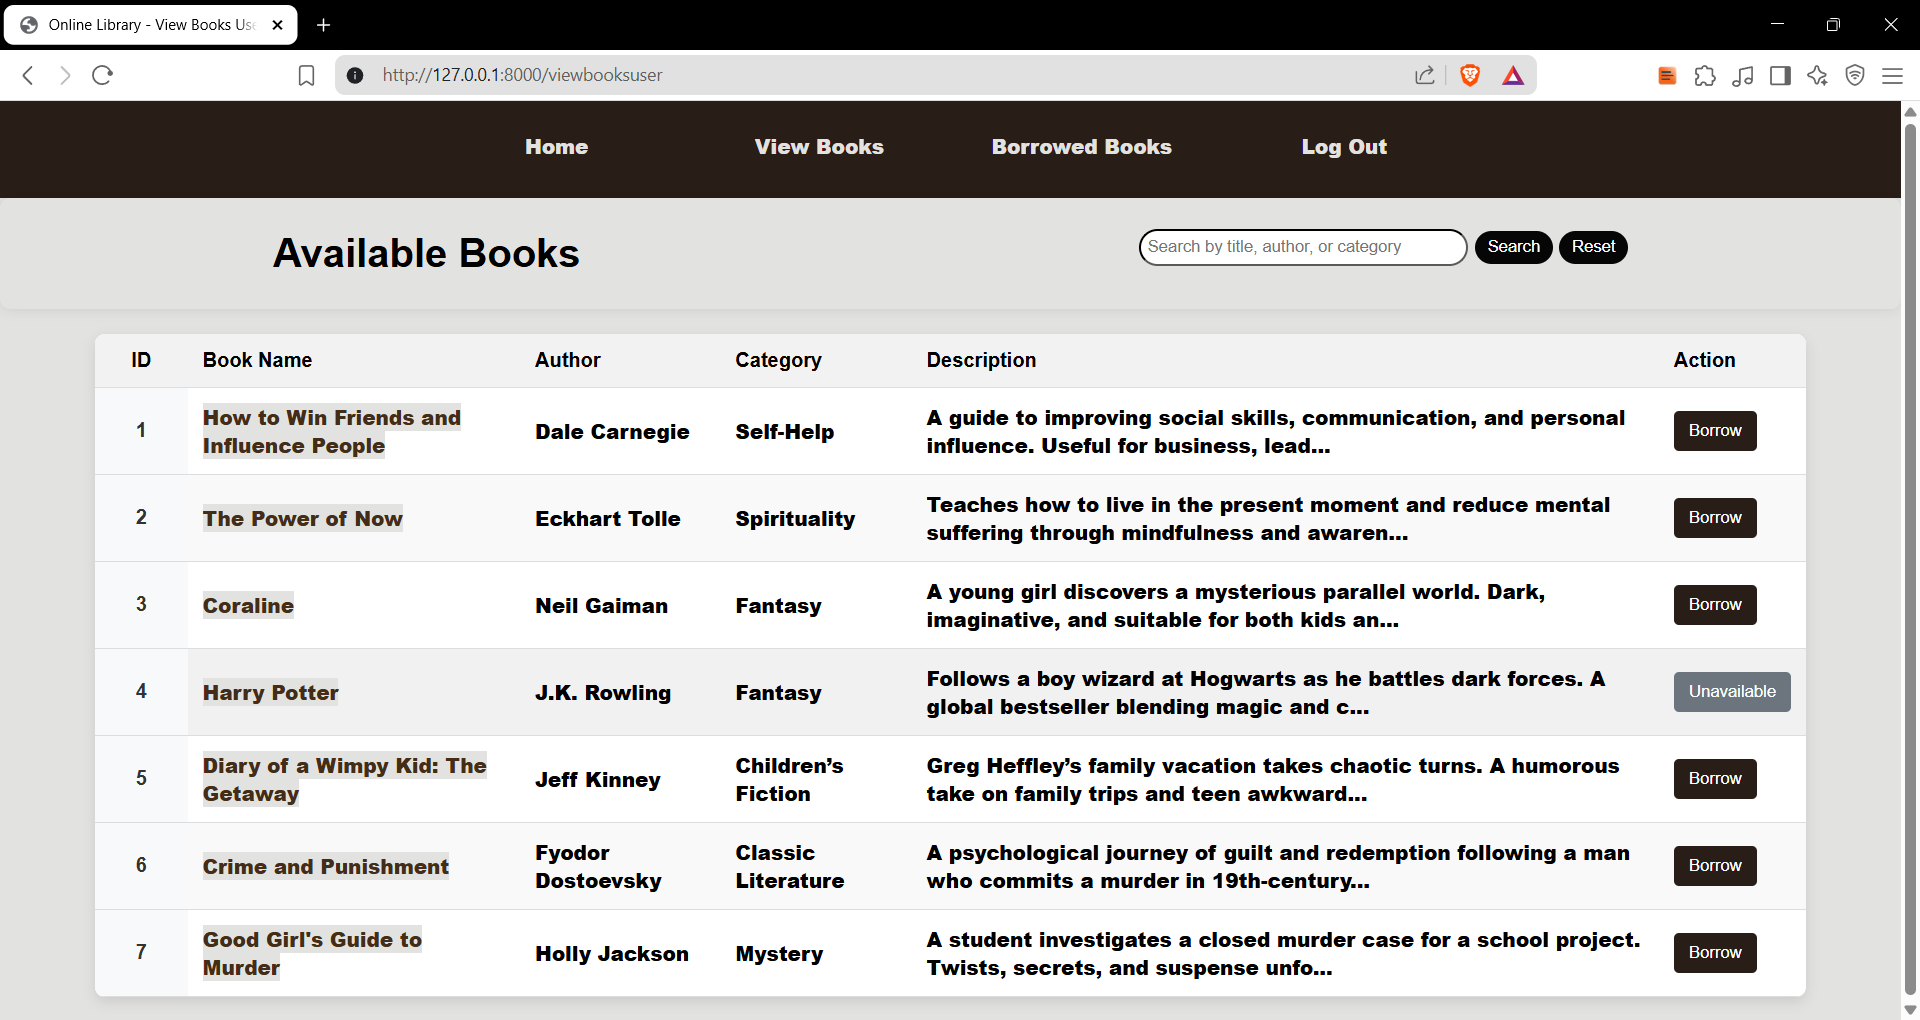 Online Library - View Books Use
http://127.0.0.1:8000/viewbooksuser
Home View Books Borrowed Books Log Out
Available Books
Search by title, author, or category Search Reset
ID Book Name Author Category Description Action
1
How to Win Friends and
Influence People
Dale Carnegie
Self-Help
A guide to improving social skills, communication, and personal
influence. Useful for business, lead...
Borrow
2
The Power of Now
Eckhart Tolle
Spirituality
Teaches how to live in the present moment and reduce mental
suffering through mindfulness and awaren...
Borrow
3
Coraline
Neil Gaiman
Fantasy
A young girl discovers a mysterious parallel world. Dark,
imaginative, and suitable for both kids an...
Borrow
4
Harry Potter
J.K. Rowling
Fantasy
Follows a boy wizard at Hogwarts as he battles dark forces. A
global bestseller blending magic and c...
Unavailable
5
Diary of a Wimpy Kid: The
Getaway
Jeff Kinney
Children’s
Fiction
Greg Heffley’s family vacation takes chaotic turns. A humorous
take on family trips and teen awkward...
Borrow
6
Crime and Punishment
Fyodor
Dostoevsky
Classic
Literature
A psychological journey of guilt and redemption following a man
who commits a murder in 19th-century...
Borrow
7
Good Girl's Guide to
Murder
Holly Jackson
Mystery
A student investigates a closed murder case for a school project.
Twists, secrets, and suspense unfo...
Borrow